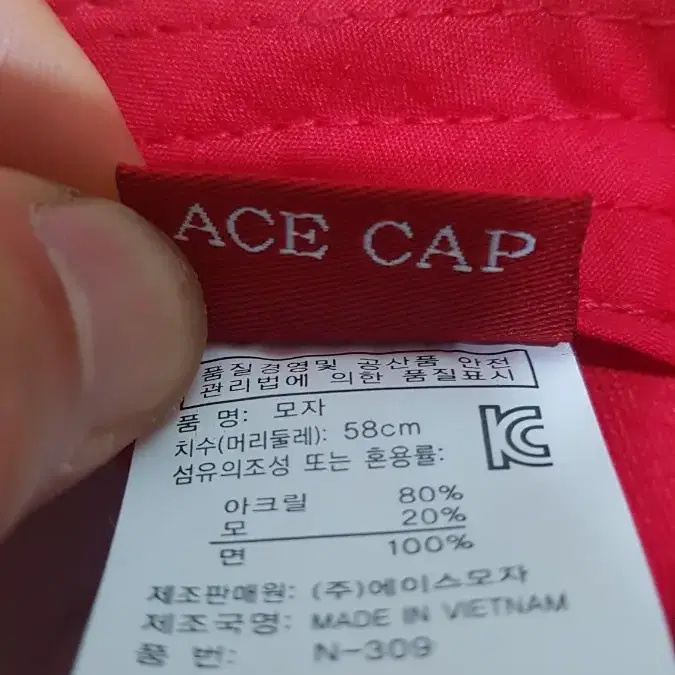 ACE CAP
품질경영및 공산품 안전
관리법에 의한 품질표시
품 명: 모자
치수(머리둘레): 58cm
섬유의조성 또는 혼용률:
아크릴 80%
모 20%
면 100%
제조판매원: (주)에이스모자
제조국명: MADE IN VIETNAM
품 번: N-309